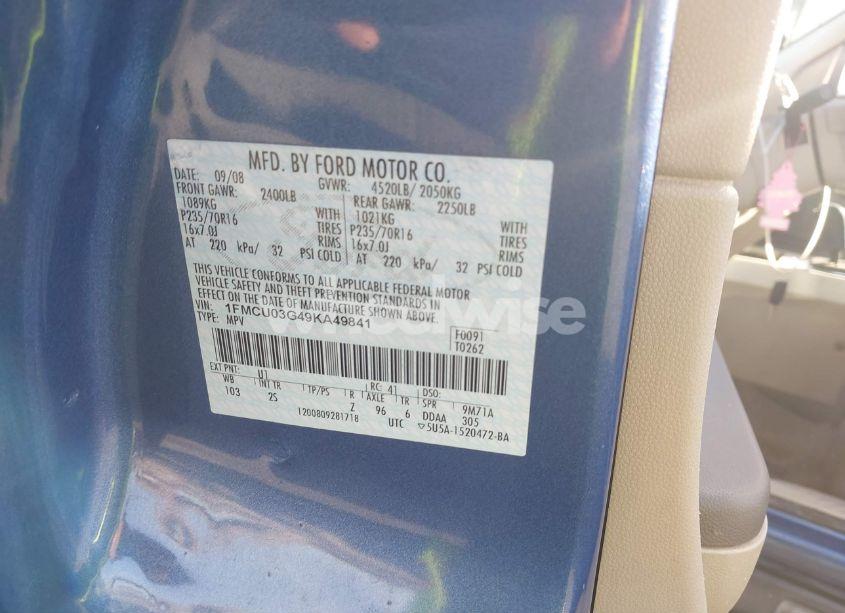 MFD. BY FORD MOTOR CO.
DATE: 09/08 GVWR: 4520LB/ 2050KG
FRONT GAWR: 2400LB REAR GAWR: 2250LB
1089KG WITH 1021KG WITH
P235/70R16 TIRES P235/70R16 TIRES
16x7.0J RIMS 16x7.0J RIMS
AT 220 kPa/ 32 PSI COLD AT 220 kPa/ 32 PSI COLD
THIS VEHICLE CONFORMS TO ALL APPLICABLE FEDERAL MOTOR
VEHICLE SAFETY AND THEFT PREVENTION STANDARDS IN
EFFECT ON THE DATE OF MANUFACTURE SHOWN ABOVE.
VIN: 1FMCU03G49KA49841
TYPE: MPV
F0091
T0262
wheelwise
EXT PNT: U1 RC: 41 DSO:
WB INT TR TP/PS R AXLE TR SPR 9M71A
103 2S Z 96 6 DDAA 305
1200809281718 UTC 5U5A-1520472-BA